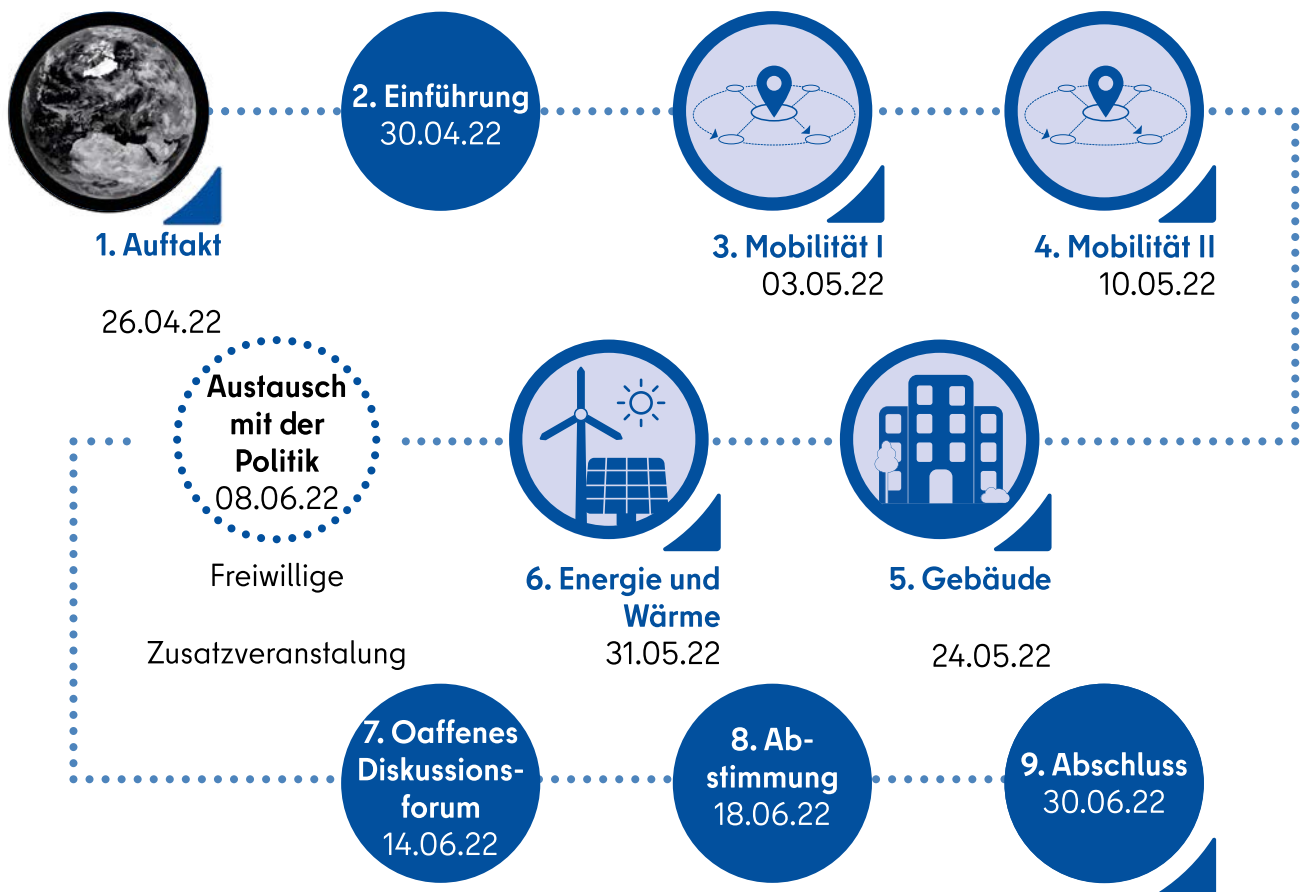 1. Auftakt
26.04.22
2. Einführung
30.04.22
3. Mobilität I
03.05.22
4. Mobilität II
10.05.22
5. Gebäude
24.05.22
6. Energie und
Wärme
31.05.22
Austausch
mit der
Politik
08.06.22
Freiwillige
Zusatzveranstalung
7. Oaffenes
Diskussions-
forum
14.06.22
8. Ab-
stimmung
18.06.22
9. Abschluss
30.06.22